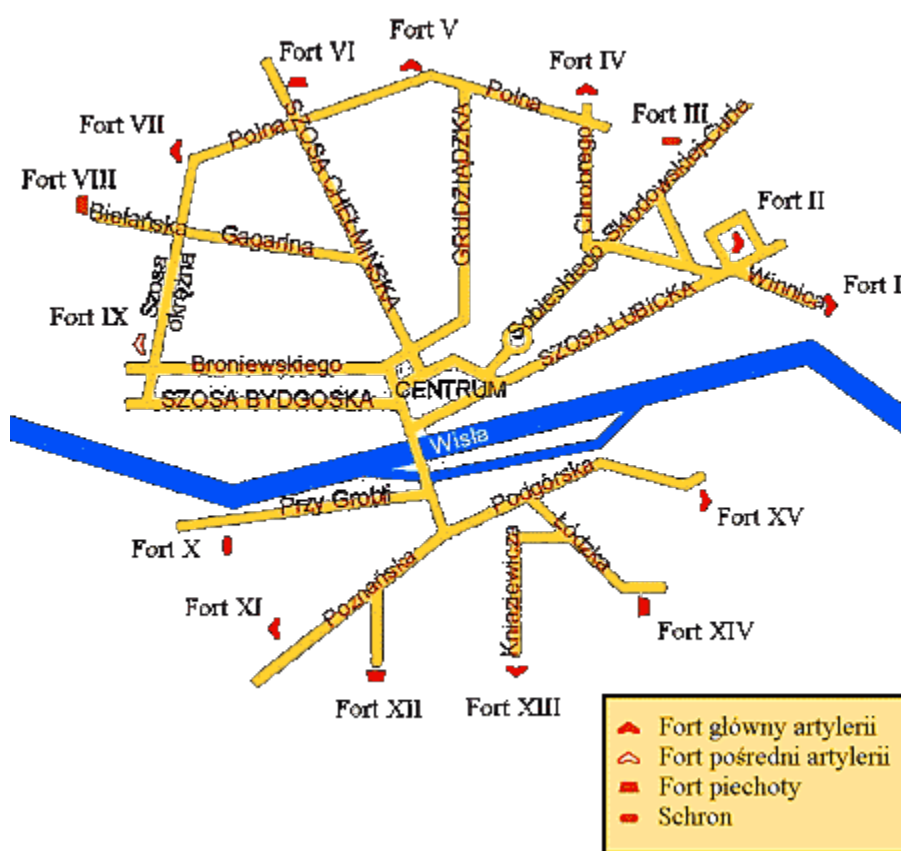 Fort V
Fort VI
Fort IV
Fort III
Fort VII
Fort VIII
Fort II
Fort I
Fort IX
Polna
Polna
SZOSA CHEŁMIŃSKA
GRUDZIĄDZKA
Chrobrego
Skłodowskiej-Curie
Bielańska
Gagarina
Szosa
okrężna
Sobieskiego
SZOSA LUBICKA
Winnica
Broniewskiego
CENTRUM
SZOSA BYDGOSKA
Wisła
Przy Grobli
Podgórska
Fort XV
Fort X
Łódzka
Kniaziewicza
Poznańska
Fort XI
Fort XIV
Fort XII
Fort XIII
Fort główny artylerii
Fort pośredni artylerii
Fort piechoty
Schron